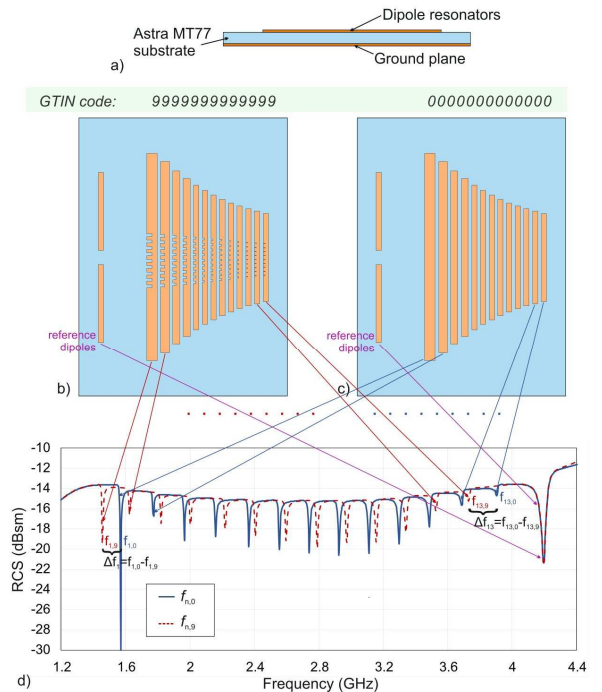 Dipole resonators
Astra MT77
substrate
Ground plane
a)
GTIN code: 9999999999999 0000000000000
reference
dipoles
b)
reference
dipoles
c)
-10
-12
-14
-16
-18
-20
-22
-24
-26
-28
-30
RCS (dBsm)
f1,9 f1,0
Δf1=f1,0-f1,9
f13,9 f13,0
Δf13=f13,0-f13,9
fn,0
fn,9
1.2 1.6 2 2.4 2.8 3.2 3.6 4 4.4
d)
Frequency (GHz)